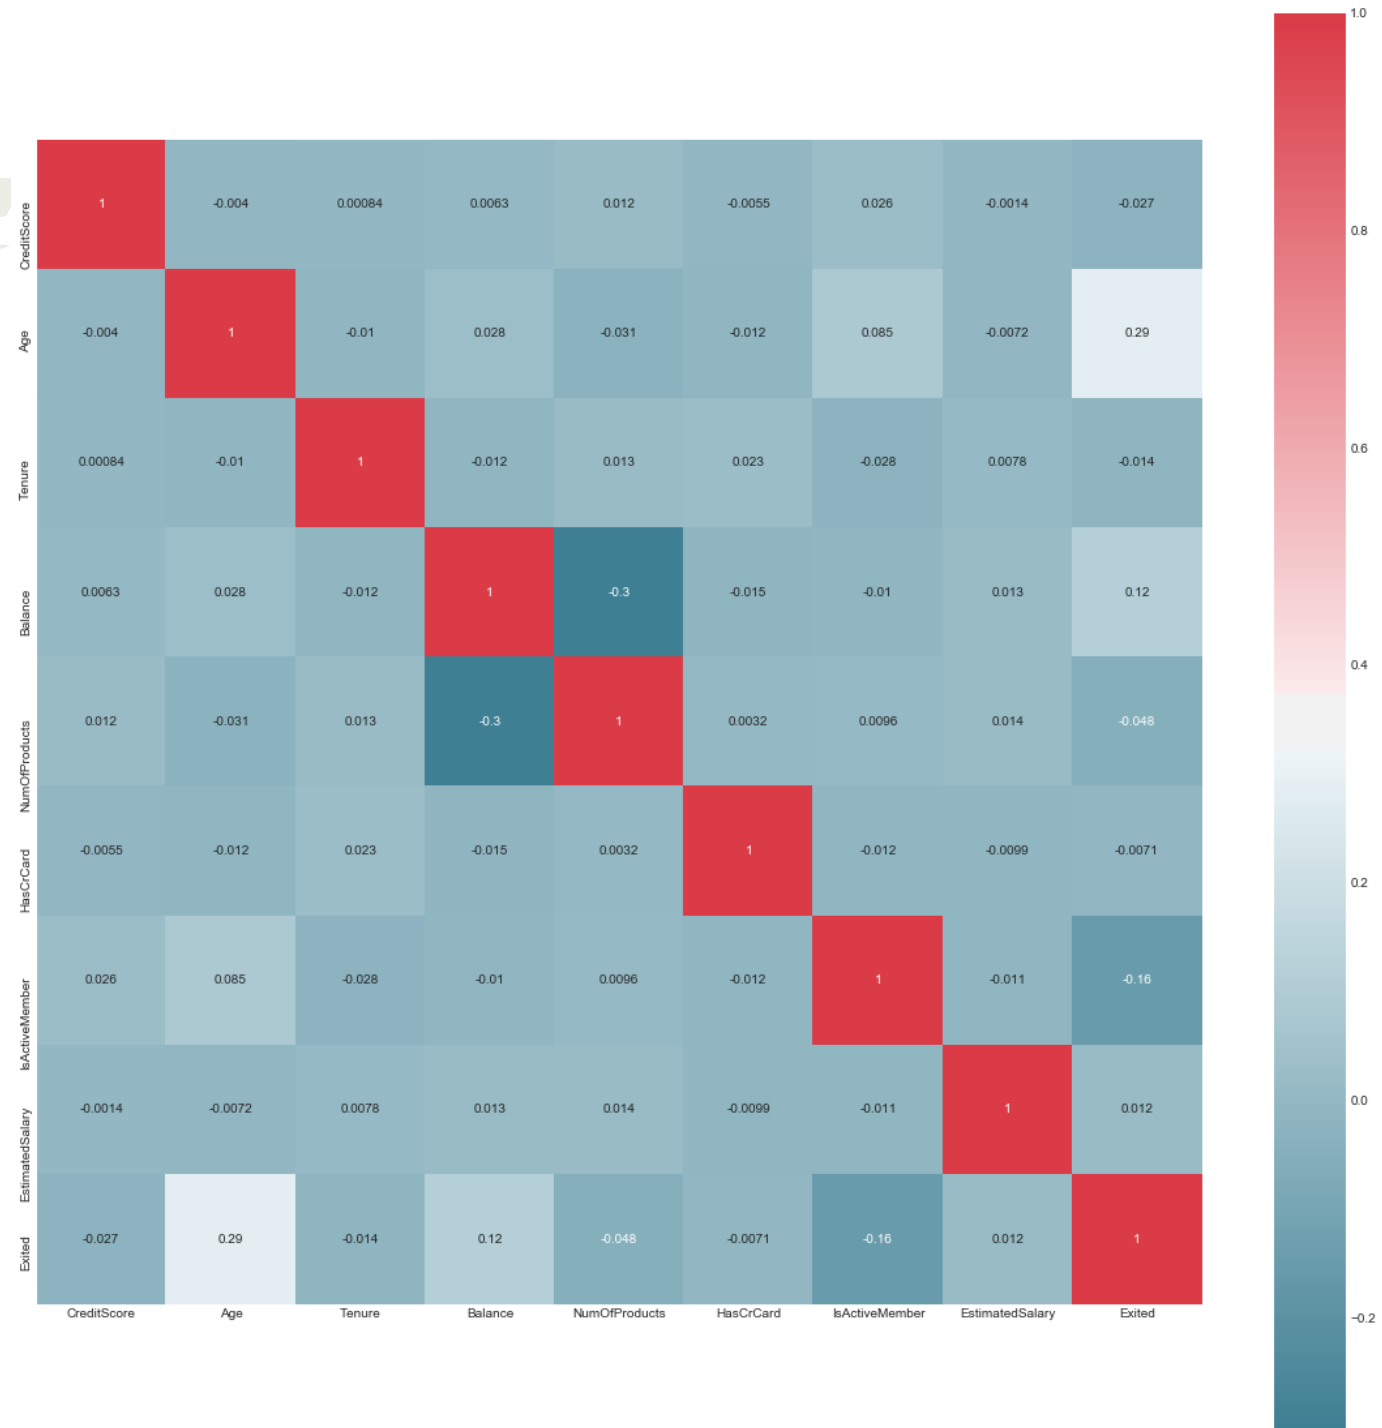 1.0
CreditScore 1 -0.004 0.00084 0.0063 0.012 -0.0055 0.026 -0.0014 -0.027
0.8
Age -0.004 1 -0.01 0.028 -0.031 -0.012 0.085 -0.0072 0.29
0.6
Tenure 0.00084 -0.01 1 -0.012 0.013 0.023 -0.028 0.0078 -0.014
Balance 0.0063 0.028 -0.012 1 -0.3 -0.015 -0.01 0.013 0.12
0.4
NumOfProducts 0.012 -0.031 0.013 -0.3 1 0.0032 0.0096 0.014 -0.048
HasCrCard -0.0055 -0.012 0.023 -0.015 0.0032 1 -0.012 -0.0099 -0.0071
0.2
IsActiveMember 0.026 0.085 -0.028 -0.01 0.0096 -0.012 1 -0.011 -0.16
0.0
EstimatedSalary -0.0014 -0.0072 0.0078 0.013 0.014 -0.0099 -0.011 1 0.012
Exited -0.027 0.29 -0.014 0.12 -0.048 -0.0071 -0.16 0.012 1
CreditScore Age Tenure Balance NumOfProducts HasCrCard IsActiveMember EstimatedSalary Exited
−0.2